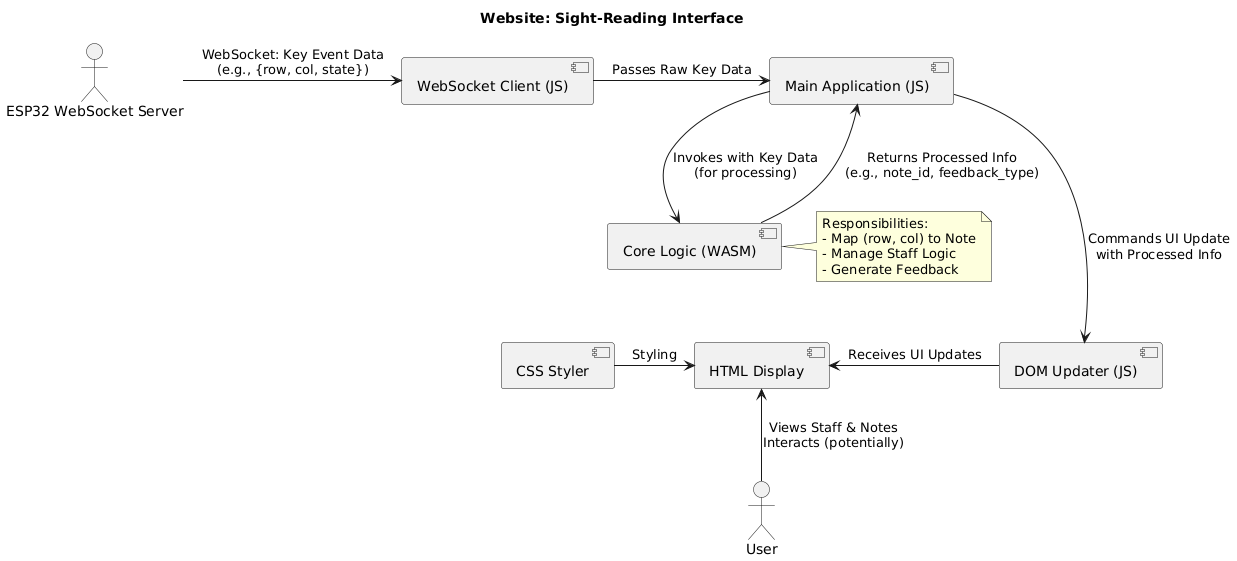 Website: Sight-Reading Interface
ESP32 WebSocket Server
WebSocket: Key Event Data
(e.g., {row, col, state})
WebSocket Client (JS)
Passes Raw Key Data
Main Application (JS)
Invokes with Key Data
(for processing)
Returns Processed Info
(e.g., note_id, feedback_type)
Core Logic (WASM)
Responsibilities:
- Map (row, col) to Note
- Manage Staff Logic
- Generate Feedback
Commands UI Update
with Processed Info
CSS Styler
Styling
HTML Display
Receives UI Updates
DOM Updater (JS)
Views Staff & Notes
Interacts (potentially)
User